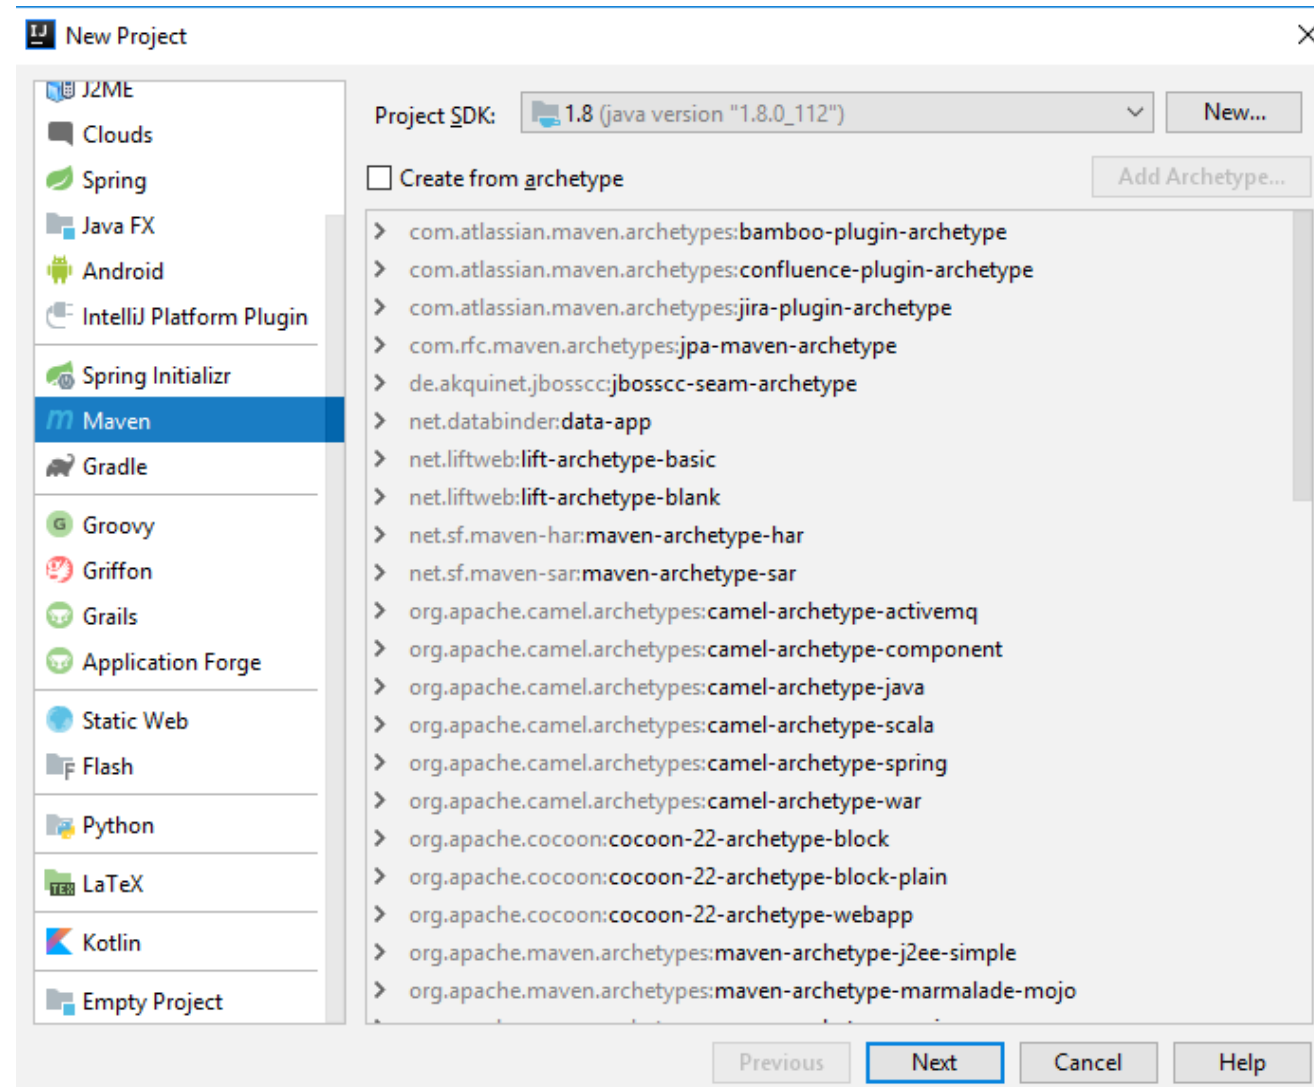 New Project
J2ME
Clouds
Spring
Java FX
Android
IntelliJ Platform Plugin
Spring Initializr
Maven
Gradle
Groovy
Griffon
Grails
Application Forge
Static Web
Flash
Python
LaTeX
Kotlin
Empty Project
Project SDK: 1.8 (java version "1.8.0_112") New...
Create from archetype Add Archetype...
com.atlassian.maven.archetypes:bamboo-plugin-archetype
com.atlassian.maven.archetypes:confluence-plugin-archetype
com.atlassian.maven.archetypes:jira-plugin-archetype
com.rfc.maven.archetypes:jpa-maven-archetype
de.akquinet.jbosscc:jbosscc-seam-archetype
net.databinder:data-app
net.liftweb:lift-archetype-basic
net.liftweb:lift-archetype-blank
net.sf.maven-har:maven-archetype-har
net.sf.maven-sar:maven-archetype-sar
org.apache.camel.archetypes:camel-archetype-activemq
org.apache.camel.archetypes:camel-archetype-component
org.apache.camel.archetypes:camel-archetype-java
org.apache.camel.archetypes:camel-archetype-scala
org.apache.camel.archetypes:camel-archetype-spring
org.apache.camel.archetypes:camel-archetype-war
org.apache.cocoon:cocoon-22-archetype-block
org.apache.cocoon:cocoon-22-archetype-block-plain
org.apache.cocoon:cocoon-22-archetype-webapp
org.apache.maven.archetypes:maven-archetype-j2ee-simple
org.apache.maven.archetypes:maven-archetype-marmalade-mojo
Previous Next Cancel Help